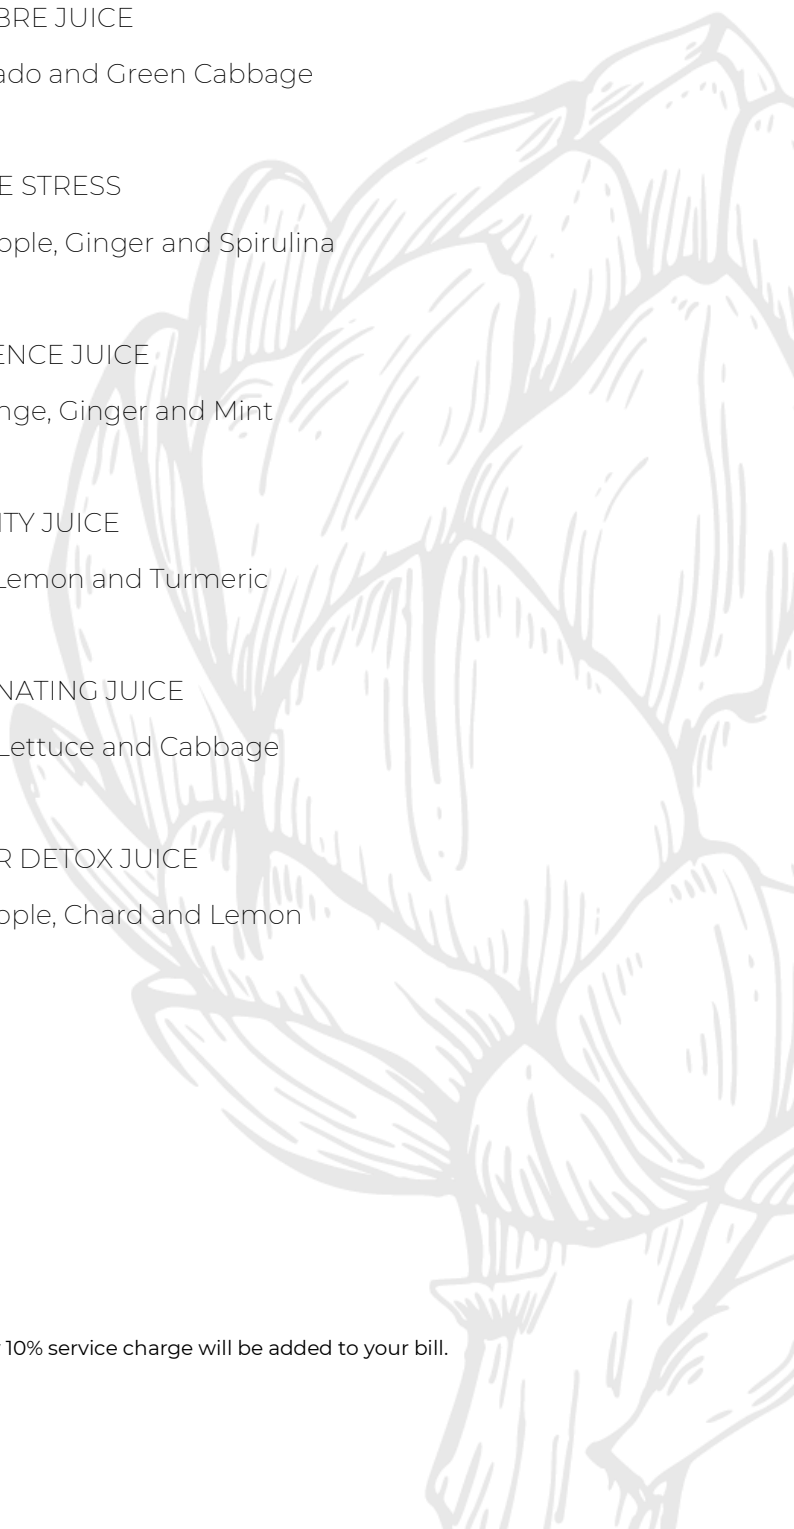 BRE JUICE
ado and Green Cabbage
E STRESS
pple, Ginger and Spirulina
ENCE JUICE
nge, Ginger and Mint
ITY JUICE
Lemon and Turmeric
NATING JUICE
Lettuce and Cabbage
R DETOX JUICE
pple, Chard and Lemon
10% service charge will be added to your bill.